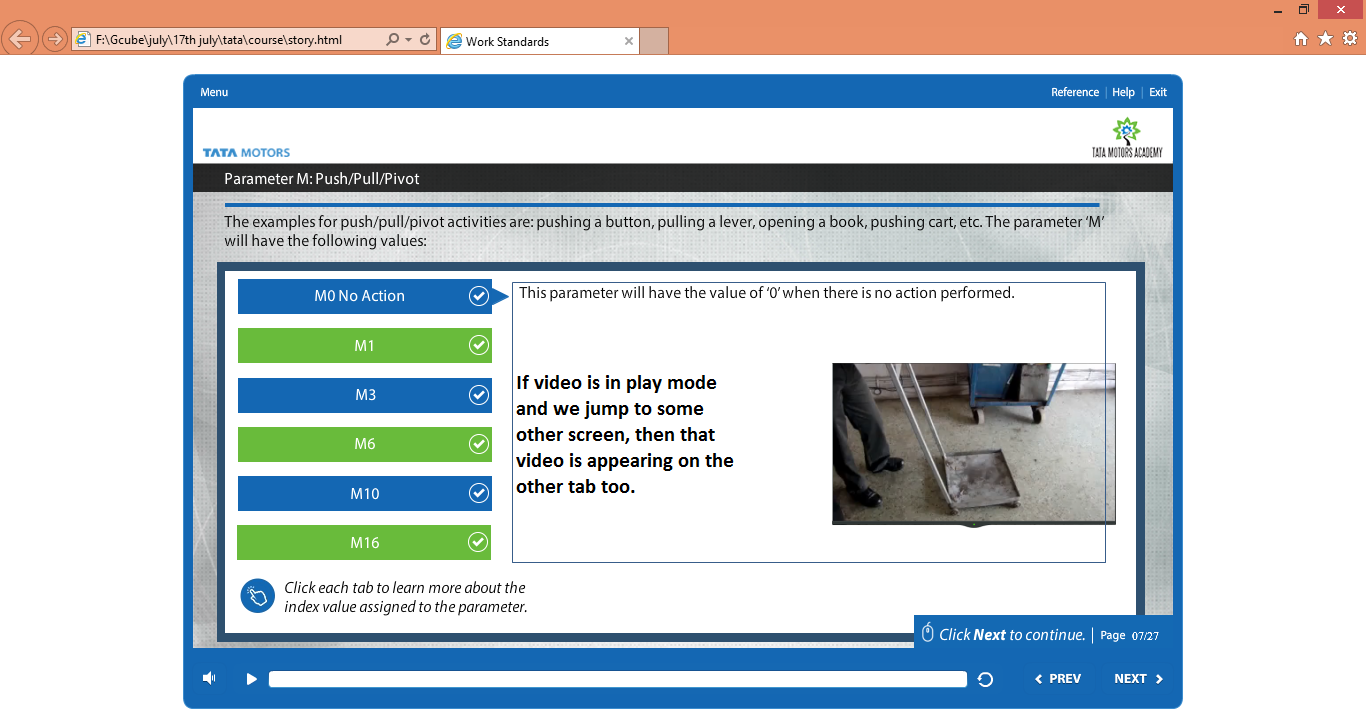 F:\Gcube\july\17th july\tata\course\story.html
Work Standards
Menu
Reference | Help | Exit
TATA MOTORS
TATA MOTORS ACADEMY
Parameter M: Push/Pull/Pivot
The examples for push/pull/pivot activities are: pushing a button, pulling a lever, opening a book, pushing cart, etc. The parameter ‘M’
will have the following values:
M0 No Action
This parameter will have the value of ‘0’ when there is no action performed.
M1
M3
M6
M10
M16
If video is in play mode
and we jump to some
other screen, then that
video is appearing on the
other tab too.
Click each tab to learn more about the
index value assigned to the parameter.
Click Next to continue. | Page 07/27
PREV
NEXT